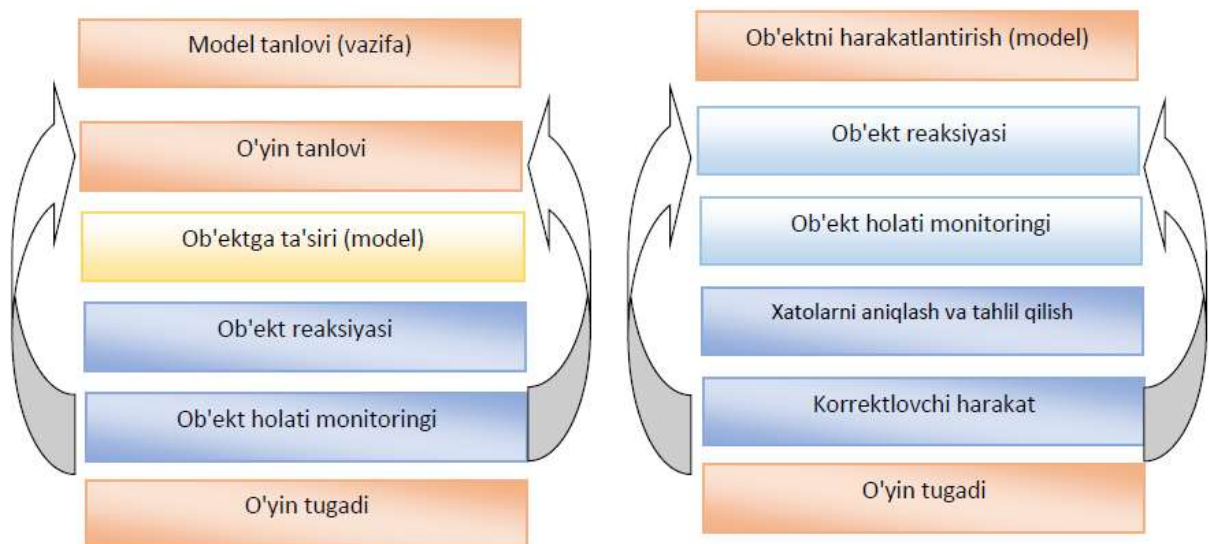 Model tanlovi (vazifa)
O'yin tanlovi
Ob'ektga ta'siri (model)
Ob'ekt reaksiyasi
Ob'ekt holati monitoringi
O'yin tugadi
Ob'ektni harakatlantirish (model)
Ob'ekt reaksiyasi
Ob'ekt holati monitoringi
Xatolarni aniqlash va tahlil qilish
Korrektlovchi harakat
O'yin tugadi